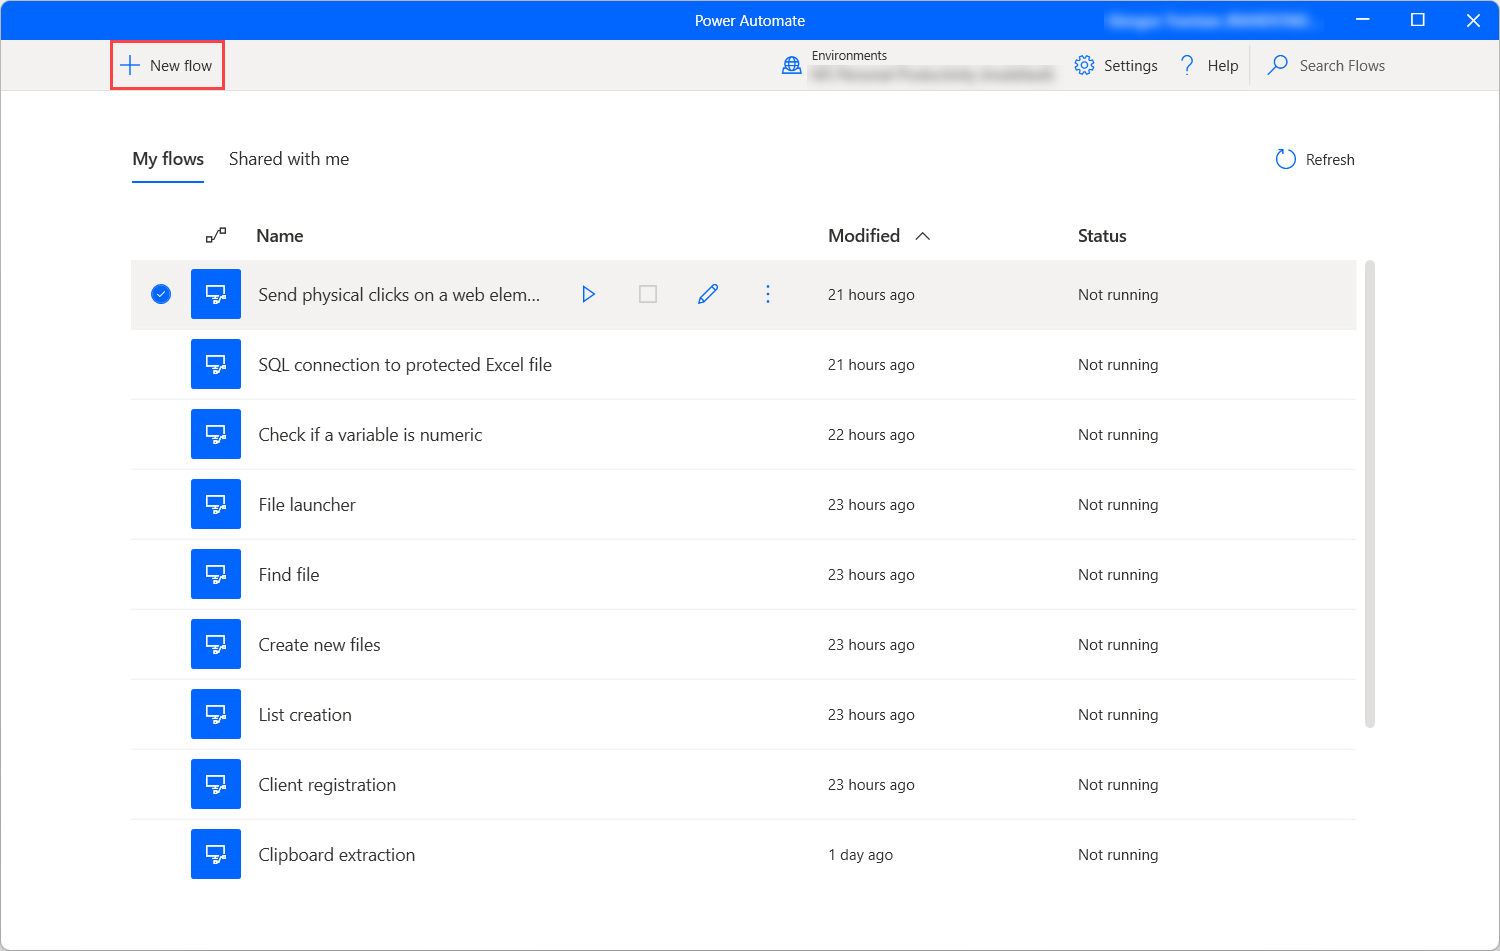 Power Automate
New flow
Environments
Settings
Help
Search Flows
My flows
Shared with me
Refresh
Name
Modified
Status
Send physical clicks on a web elem...
21 hours ago
Not running
SQL connection to protected Excel file
21 hours ago
Not running
Check if a variable is numeric
22 hours ago
Not running
File launcher
23 hours ago
Not running
Find file
23 hours ago
Not running
Create new files
23 hours ago
Not running
List creation
23 hours ago
Not running
Client registration
23 hours ago
Not running
Clipboard extraction
1 day ago
Not running